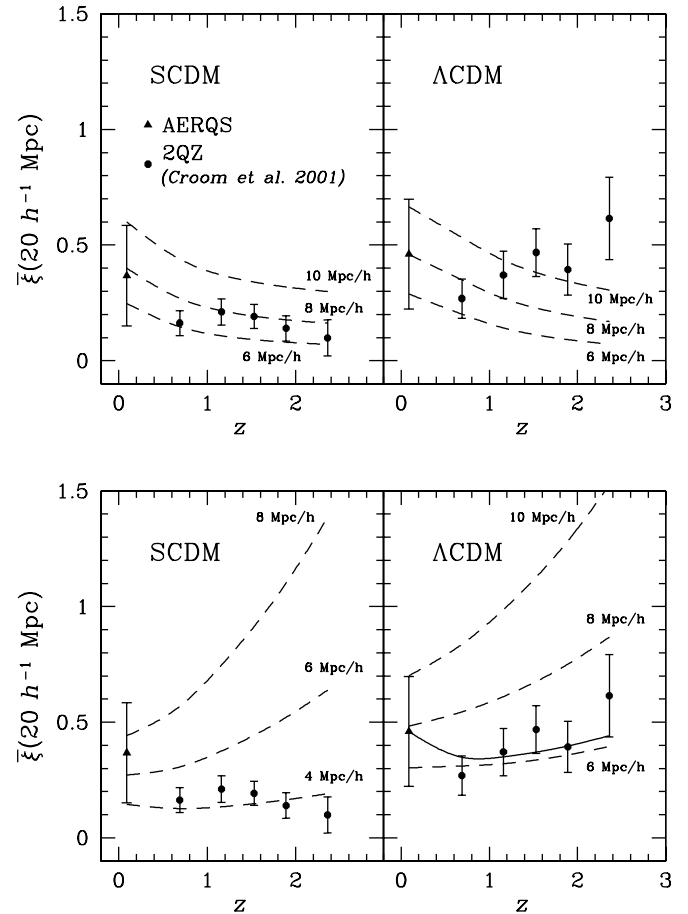 1.5
SCDM
ΛCDM
▲ AERQS
● 2QZ
(Croom et al. 2001)
1
0.5
0
ξ̅(20 h⁻¹ Mpc)
10 Mpc/h
8 Mpc/h
6 Mpc/h
10 Mpc/h
8 Mpc/h
6 Mpc/h
0 1 2 0 1 2 3
z z
1.5
8 Mpc/h
10 Mpc/h
SCDM
ΛCDM
1
0.5
0
ξ̅(20 h⁻¹ Mpc)
6 Mpc/h
4 Mpc/h
8 Mpc/h
6 Mpc/h
0 1 2 0 1 2 3
z z